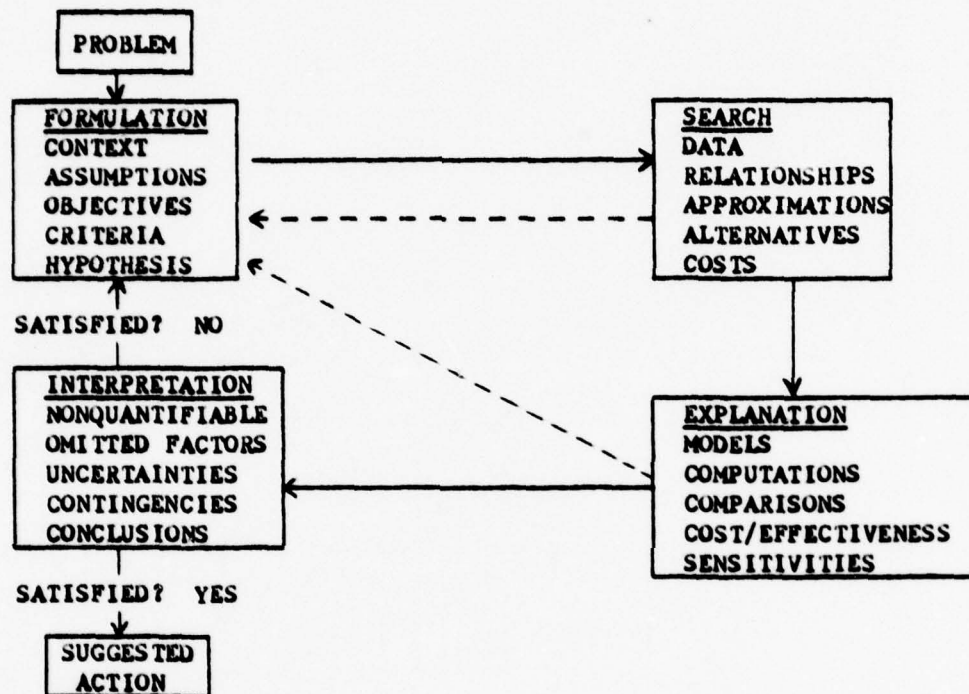 PROBLEM
FORMULATION
CONTEXT
ASSUMPTIONS
OBJECTIVES
CRITERIA
HYPOTHESIS
SEARCH
DATA
RELATIONSHIPS
APPROXIMATIONS
ALTERNATIVES
COSTS
SATISFIED? NO
INTERPRETATION
NONQUANTIFIABLE
OMITTED FACTORS
UNCERTAINTIES
CONTINGENCIES
CONCLUSIONS
EXPLANATION
MODELS
COMPUTATIONS
COMPARISONS
COST/EFFECTIVENESS
SENSITIVITIES
SATISFIED? YES
SUGGESTED
ACTION